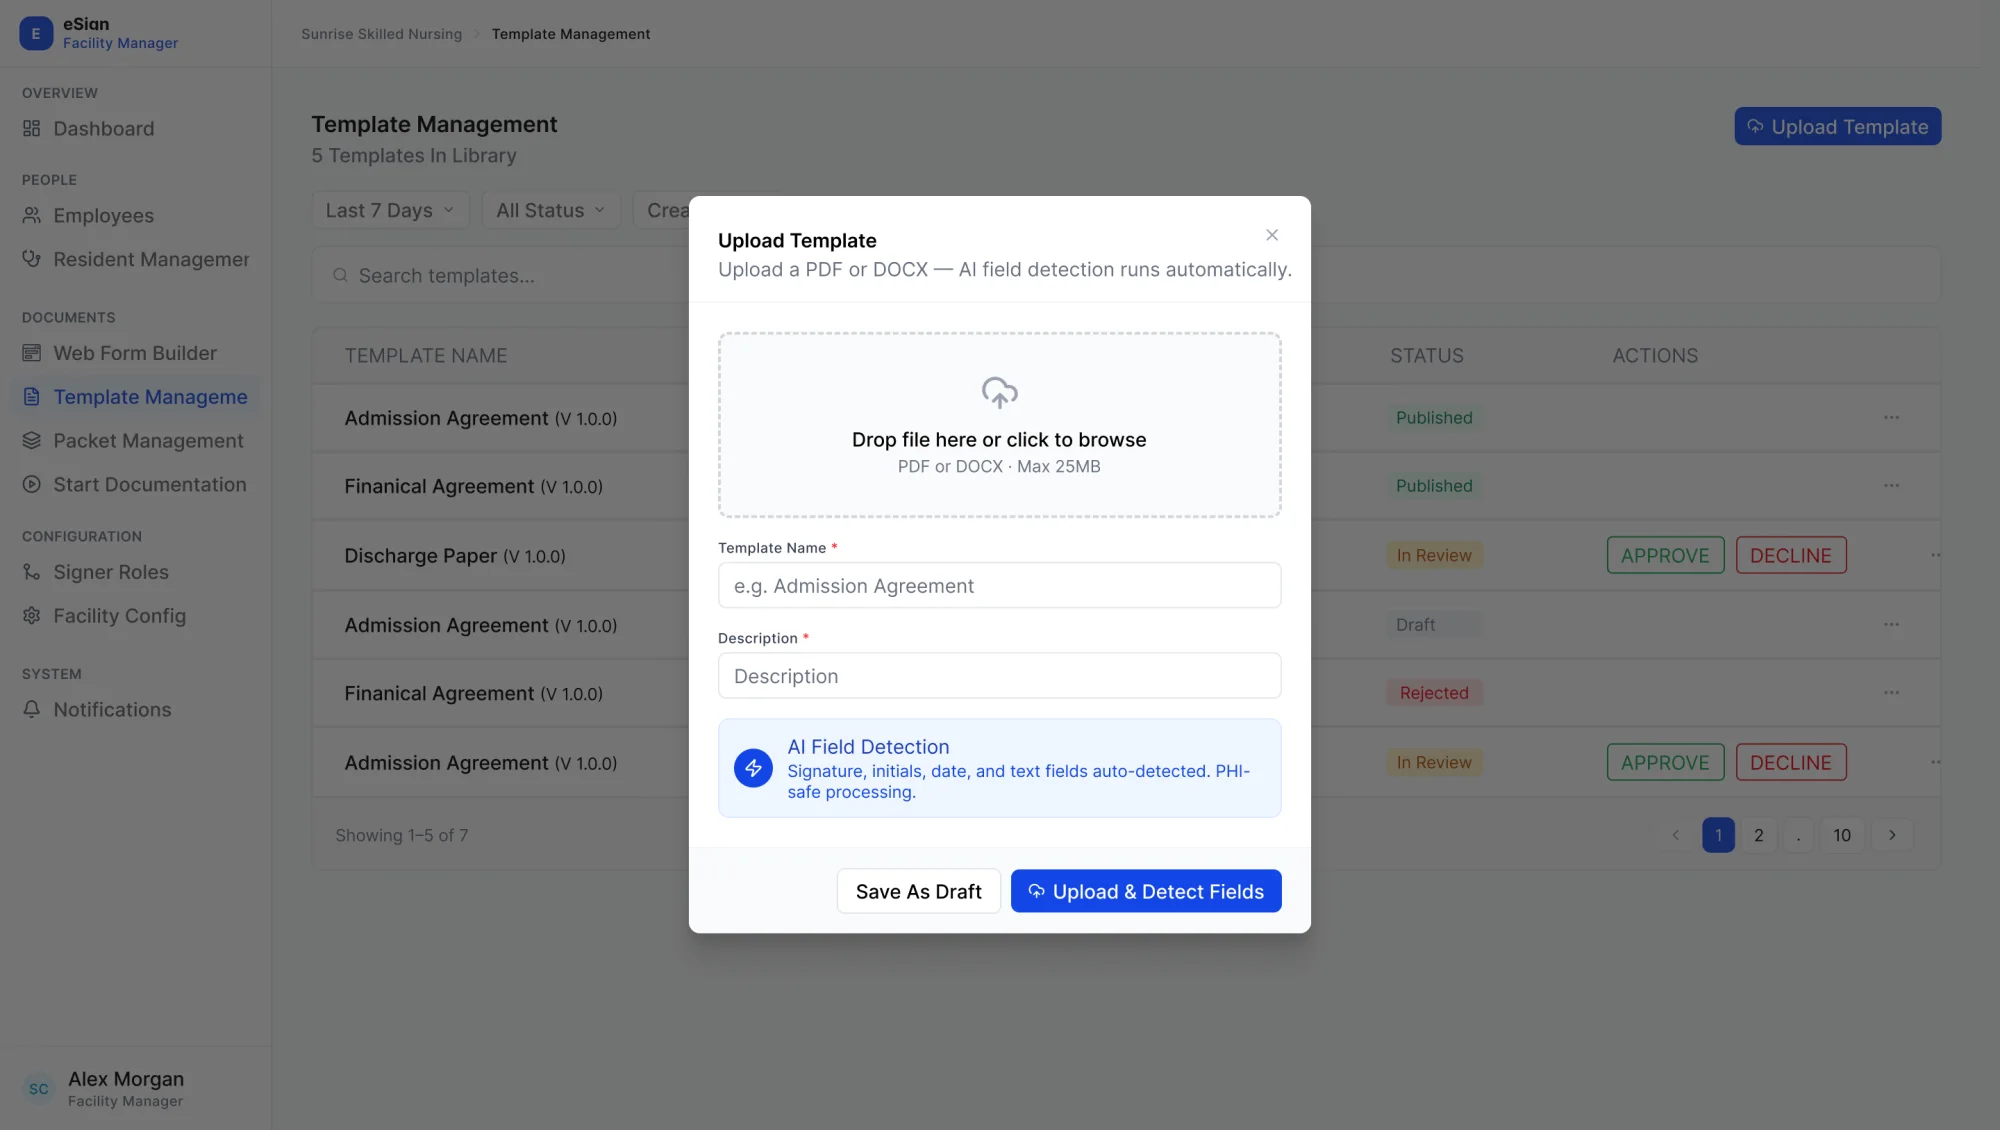 E
eSign
Facility Manager
Sunrise Skilled Nursing
Template Management
OVERVIEW
Dashboard
PEOPLE
Employees
Resident Managemer
DOCUMENTS
Web Form Builder
Template Manageme
Packet Management
Start Documentation
CONFIGURATION
Signer Roles
Facility Config
SYSTEM
Notifications
SC
Alex Morgan
Facility Manager
Template Management
5 Templates In Library
Upload Template
Last 7 Days
All Status
Crea
Search templates...
TEMPLATE NAME
STATUS
ACTIONS
Admission Agreement (V 1.0.0)
Published
Finanical Agreement (V 1.0.0)
Published
Discharge Paper (V 1.0.0)
In Review
APPROVE
DECLINE
Admission Agreement (V 1.0.0)
Draft
Finanical Agreement (V 1.0.0)
Rejected
Admission Agreement (V 1.0.0)
In Review
APPROVE
DECLINE
Showing 1–5 of 7
1
2
.
10
Upload Template
Upload a PDF or DOCX — AI field detection runs automatically.
Drop file here or click to browse
PDF or DOCX · Max 25MB
Template Name *
e.g. Admission Agreement
Description *
Description
AI Field Detection
Signature, initials, date, and text fields auto-detected. PHI-
safe processing.
Save As Draft
Upload & Detect Fields